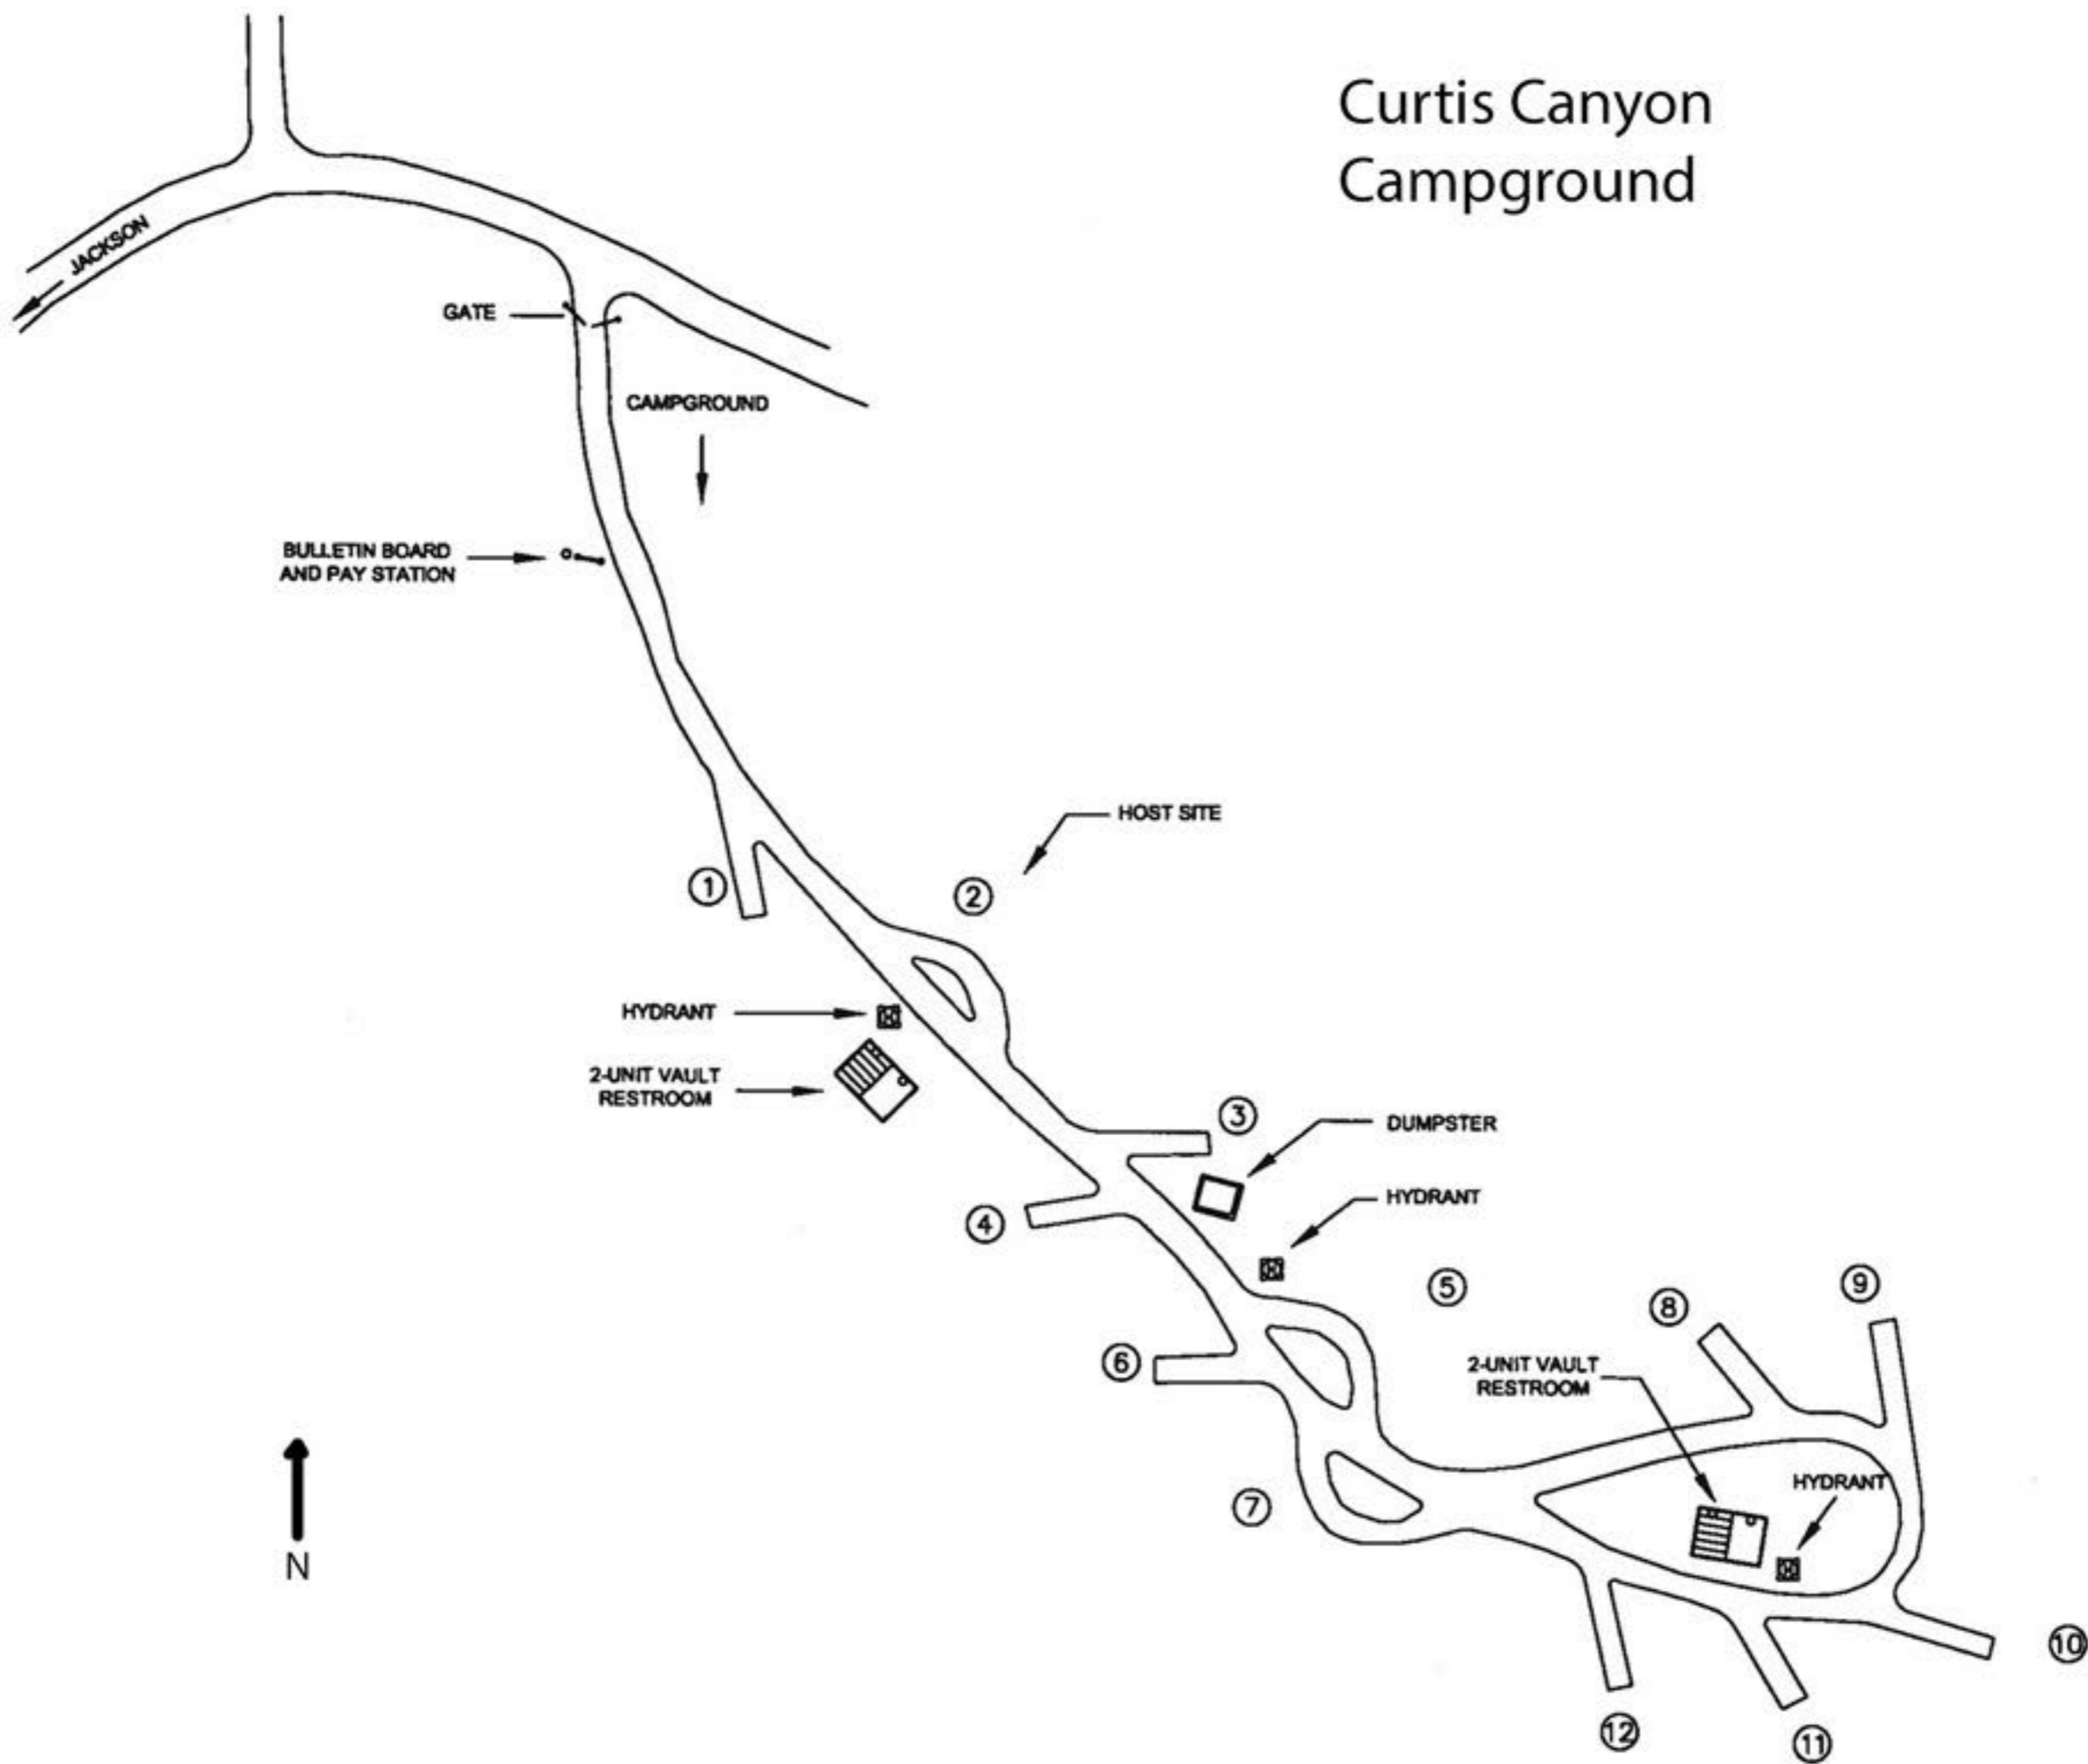 Curtis Canyon
Campground
JACKSON
GATE
CAMPGROUND
BULLETIN BOARD
AND PAY STATION
HOST SITE
1
2
HYDRANT
2-UNIT VAULT
RESTROOM
3
DUMPSTER
HYDRANT
4
5
6
7
8
9
2-UNIT VAULT
RESTROOM
HYDRANT
N
10
12
11